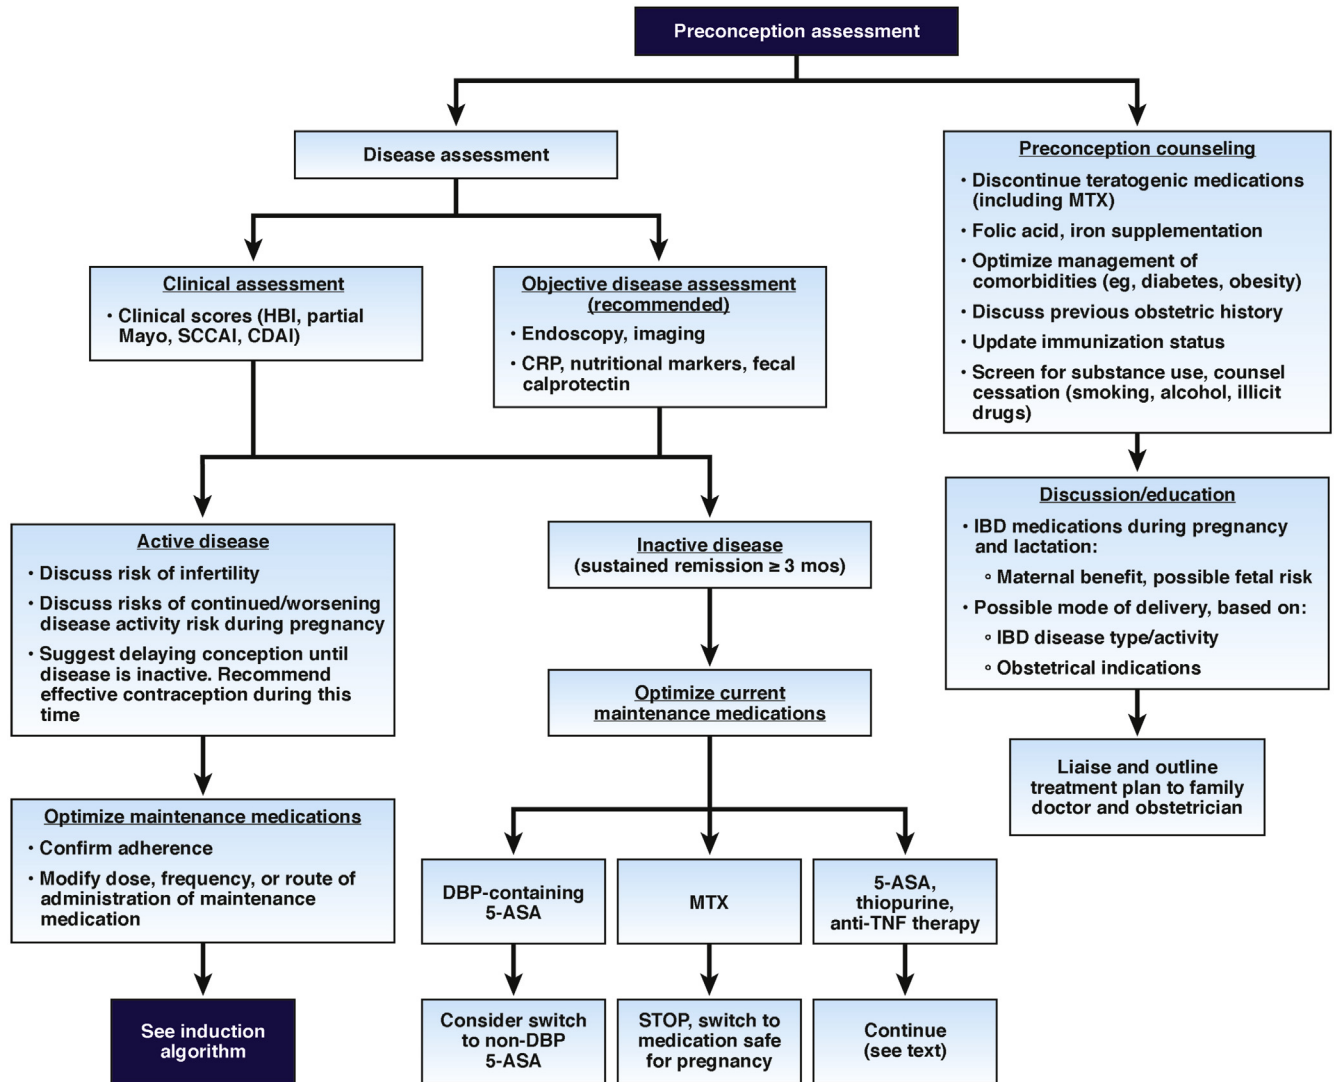 Preconception assessment
Disease assessment
Clinical assessment
• Clinical scores (HBI, partial
Mayo, SCCAI, CDAI)
Objective disease assessment
(recommended)
• Endoscopy, imaging
• CRP, nutritional markers, fecal
calprotectin
Preconception counseling
• Discontinue teratogenic medications
(including MTX)
• Folic acid, iron supplementation
• Optimize management of
comorbidities (eg, diabetes, obesity)
• Discuss previous obstetric history
• Update immunization status
• Screen for substance use, counsel
cessation (smoking, alcohol, illicit
drugs)
Active disease
• Discuss risk of infertility
• Discuss risks of continued/worsening
disease activity risk during pregnancy
• Suggest delaying conception until
disease is inactive. Recommend
effective contraception during this
time
Inactive disease
(sustained remission ≥ 3 mos)
Discussion/education
• IBD medications during pregnancy
and lactation:
∘ Maternal benefit, possible fetal risk
• Possible mode of delivery, based on:
∘ IBD disease type/activity
∘ Obstetrical indications
Optimize current
maintenance medications
Liaise and outline
treatment plan to family
doctor and obstetrician
Optimize maintenance medications
• Confirm adherence
• Modify dose, frequency, or route of
administration of maintenance
medication
DBP-containing
5-ASA
MTX
5-ASA,
thiopurine,
anti-TNF therapy
See induction
algorithm
Consider switch
to non-DBP
5-ASA
STOP, switch to
medication safe
for pregnancy
Continue
(see text)